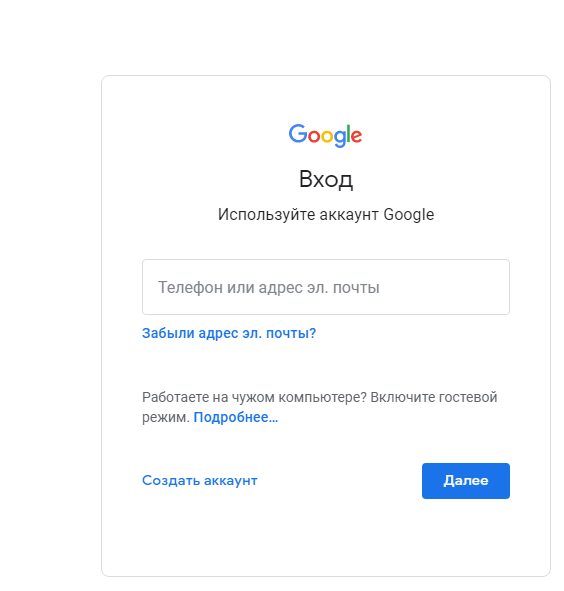 Google
Вход
Используйте аккаунт Google
Телефон или адрес эл. почты
Забыли адрес эл. почты?
Работаете на чужом компьютере? Включите гостевой
режим. Подробнее...
Создать аккаунт
Далее